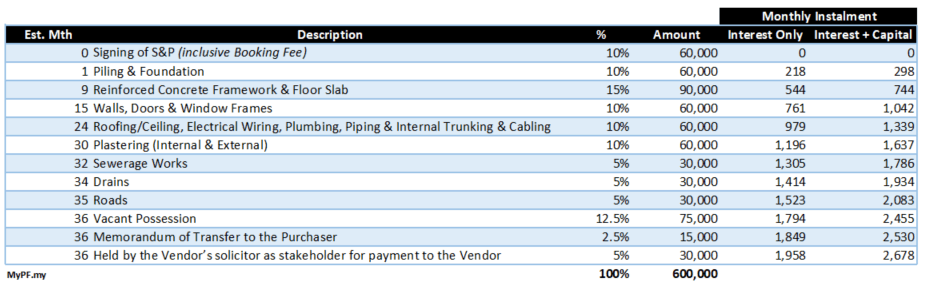 Monthly Instalment
Est. Mth Description % Amount Interest Only Interest + Capital
0 Signing of S&P (inclusive Booking Fee) 10% 60,000 0 0
1 Piling & Foundation 10% 60,000 218 298
9 Reinforced Concrete Framework & Floor Slab 15% 90,000 544 744
15 Walls, Doors & Window Frames 10% 60,000 761 1,042
24 Roofing/Ceiling, Electrical Wiring, Plumbing, Piping & Internal Trunking & Cabling 10% 60,000 979 1,339
30 Plastering (Internal & External) 10% 60,000 1,196 1,637
32 Sewerage Works 5% 30,000 1,305 1,786
34 Drains 5% 30,000 1,414 1,934
35 Roads 5% 30,000 1,523 2,083
36 Vacant Possession 12.5% 75,000 1,794 2,455
36 Memorandum of Transfer to the Purchaser 2.5% 15,000 1,849 2,530
36 Held by the Vendor's solicitor as stakeholder for payment to the Vendor 5% 30,000 1,958 2,678
MyPF.my 100% 600,000